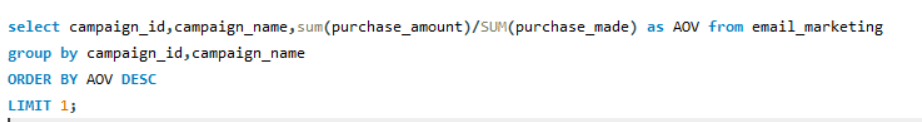 select campaign_id,campaign_name,sum(purchase_amount)/SUM(purchase_made) as AOV from email_marketing
group by campaign_id,campaign_name
ORDER BY AOV DESC
LIMIT 1;